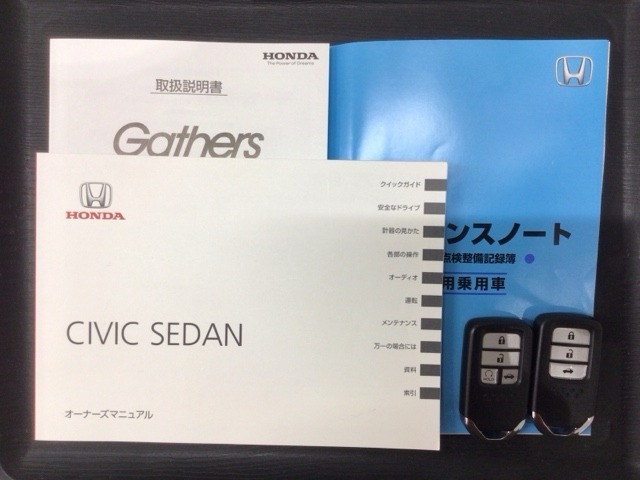 HONDA
The Power of Dreams
取扱説明書
Gathers
HONDA
CIVIC SEDAN
オーナーズマニュアル
クイックガイド
安全なドライブ
計器の見かた
各部の操作
オーディオ
運転
メンテナンス
万一の場合には
資料
索引
ンスノート
点検整備記録簿
用乗用車